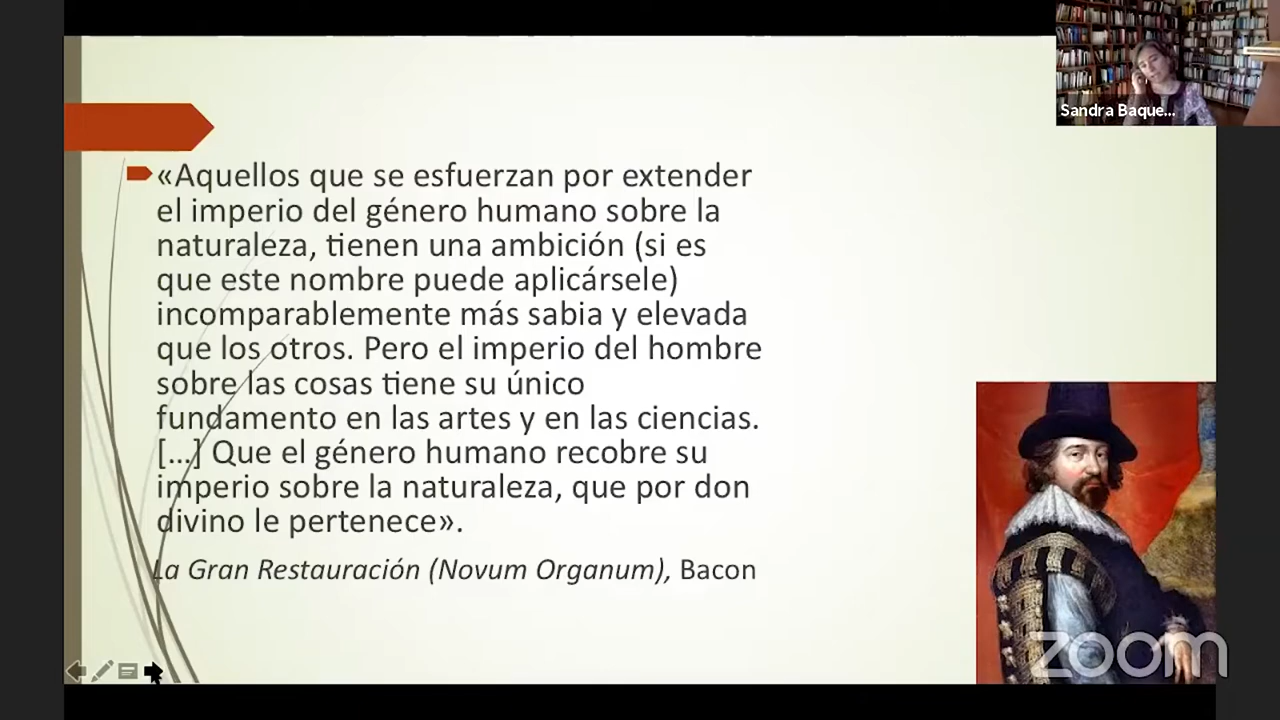 Sandra Baque...
«Aquellos que se esfuerzan por extender
el imperio del género humano sobre la
naturaleza, tienen una ambición (si es
que este nombre puede aplicársele)
incomparablemente más sabia y elevada
que los otros. Pero el imperio del hombre
sobre las cosas tiene su único
fundamento en las artes y en las ciencias.
[...] Que el género humano recobre su
imperio sobre la naturaleza, que por don
divino le pertenece».
La Gran Restauración (Novum Organum), Bacon
zoom